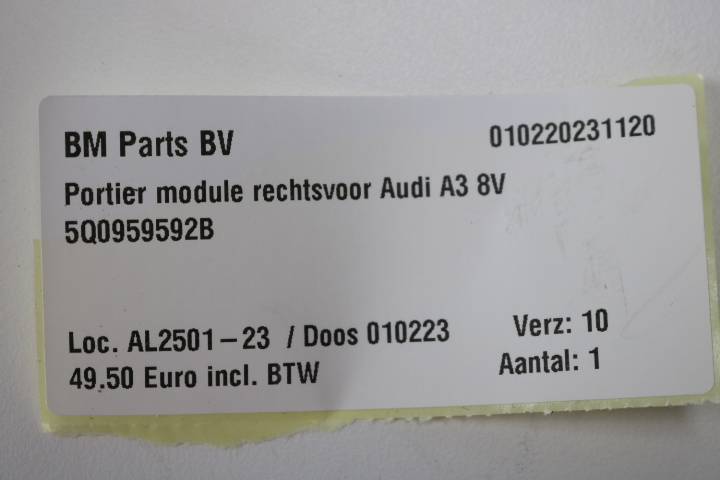 BM Parts BV 010220231120
Portier module rechtsvoor Audi A3 8V
5Q0959592B
Loc. AL2501-23 / Doos 010223 Verz: 10
49.50 Euro incl. BTW Aantal: 1